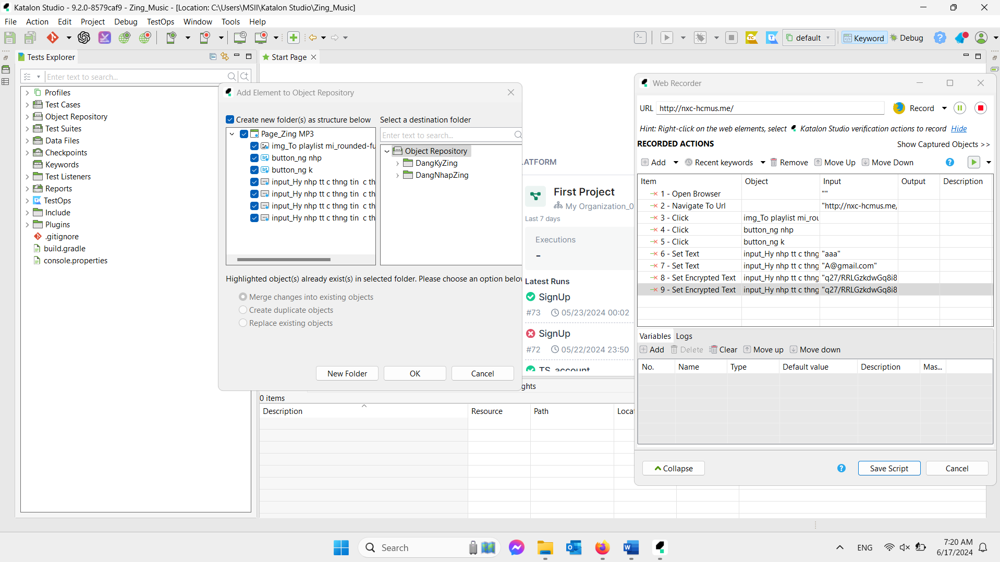 Katalon Studio - 9.2.0-8579caf9 - Zing_Music - [Location: C:\Users\MSII\Katalon Studio\Zing_Music]
File Action Edit Project Debug TestOps Window Tools Help
default Keyword Debug
Tests Explorer
Start Page
Enter text to search...
Profiles
Test Cases
Object Repository
Test Suites
Data Files
Checkpoints
Keywords
Test Listeners
Reports
TestOps
Include
Plugins
.gitignore
build.gradle
console.properties
Add Element to Object Repository
Create new folder(s) as structure below
Page_Zing MP3
img_To playlist mi_rounded-fu
button_ng nhp
button_ng k
input_Hy nhp tt c thng tin c th
input_Hy nhp tt c thng tin c th
input_Hy nhp tt c thng tin c th
input_Hy nhp tt c thng tin c th
Select a destination folder
Enter text to search...
Object Repository
DangKyZing
DangNhapZing
Highlighted object(s) already exist(s) in selected folder. Please choose an option belov
Merge changes into existing objects
Create duplicate objects
Replace existing objects
New Folder OK Cancel
LATFORM
First Project
My Organization_0
Last 7 days
Executions
-
Latest Runs
SignUp
#73 05/23/2024 00:02
SignUp
#72 05/22/2024 23:50
TS_account
ghts
0 items
Description Resource Path Locat
Web Recorder
URL http://nxc-hcmus.me/ Record
Hint: Right-click on the web elements, select Katalon Studio verification actions to record Hide
RECORDED ACTIONS
Show Captured Objects >>
Add Recent keywords Remove Move Up Move Down
Item Object Input Output Description
1 - Open Browser ""
2 - Navigate To Url "http://nxc-hcmus.me,
3 - Click img_To playlist mi_rou
4 - Click button_ng nhp
5 - Click button_ng k
6 - Set Text input_Hy nhp tt c thng "aaa"
7 - Set Text input_Hy nhp tt c thng "A@gmail.com"
8 - Set Encrypted Text input_Hy nhp tt c thng "q27/RRLGzkdwGq8i8
9 - Set Encrypted Text input_Hy nhp tt c thng "q27/RRLGzkdwGq8i8
Variables Logs
Add Delete Clear Move up Move down
No. Name Type Default value Description Mas...
Collapse Save Script Cancel
Search
ENG
7:20 AM
6/17/2024